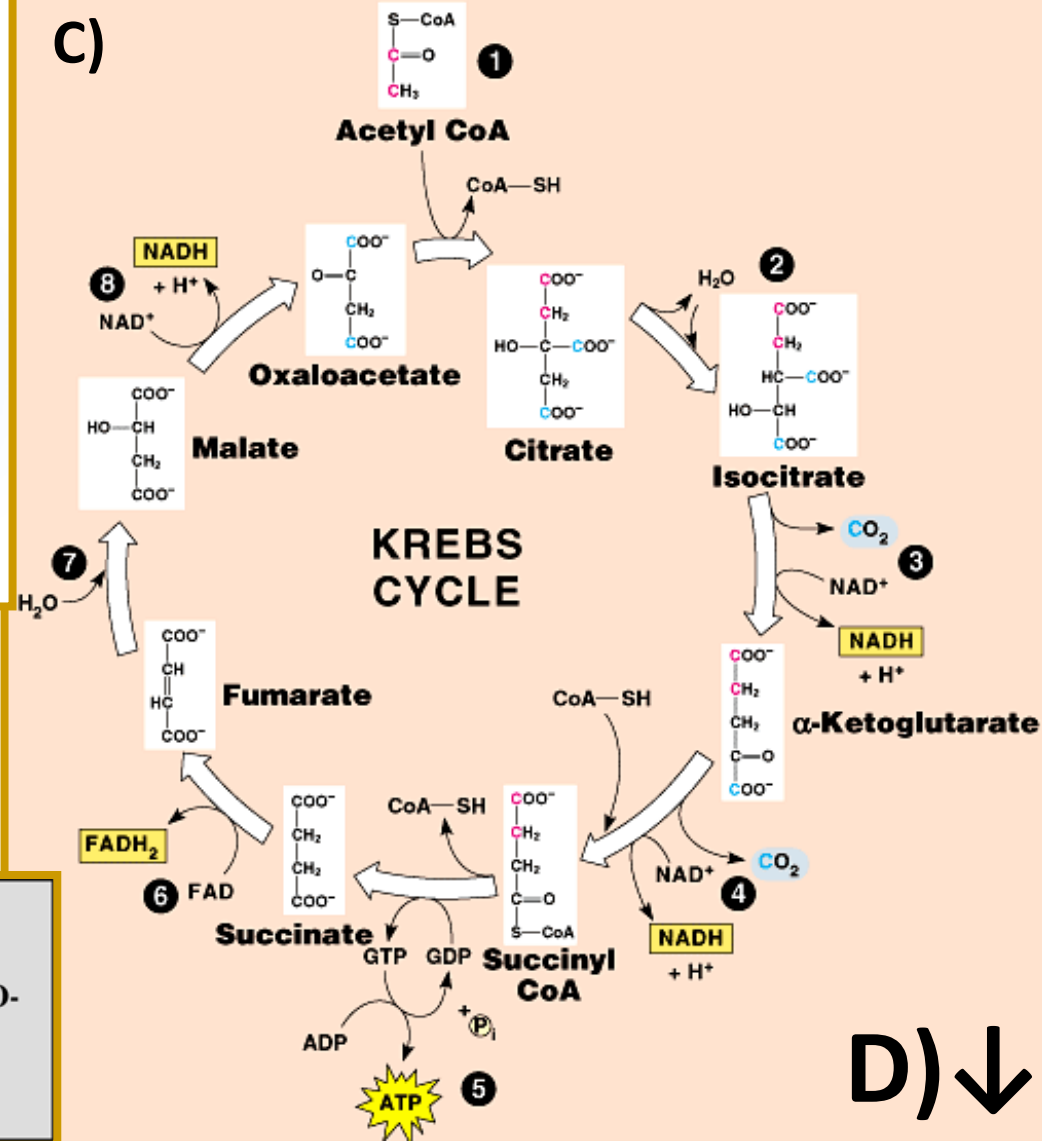 C)
S—CoA
C=O
CH₃
1
Acetyl CoA
CoA—SH
NADH
+ H⁺
8
NAD⁺
COO⁻
O—C
CH₂
COO⁻
Oxaloacetate
COO⁻
CH₂
HO—C—COO⁻
CH₂
COO⁻
Citrate
H₂O
2
COO⁻
CH₂
HC—COO⁻
HO—CH
COO⁻
Isocitrate
COO⁻
HO—CH
CH₂
COO⁻
Malate
KREBS
CYCLE
CO₂
3
NAD⁺
NADH
+ H⁺
7
H₂O
COO⁻
CH
HC
COO⁻
Fumarate
CoA—SH
COO⁻
CH₂
CH₂
C—O
COO⁻
α-Ketoglutarate
FADH₂
6
FAD
COO⁻
CH₂
CH₂
COO⁻
Succinate
CoA—SH
COO⁻
CH₂
CH₂
C=O
S—CoA
Succinyl
CoA
NAD⁺
4
CO₂
NADH
+ H⁺
GTP
GDP
+ Pi
ADP
ATP
5
D)↓